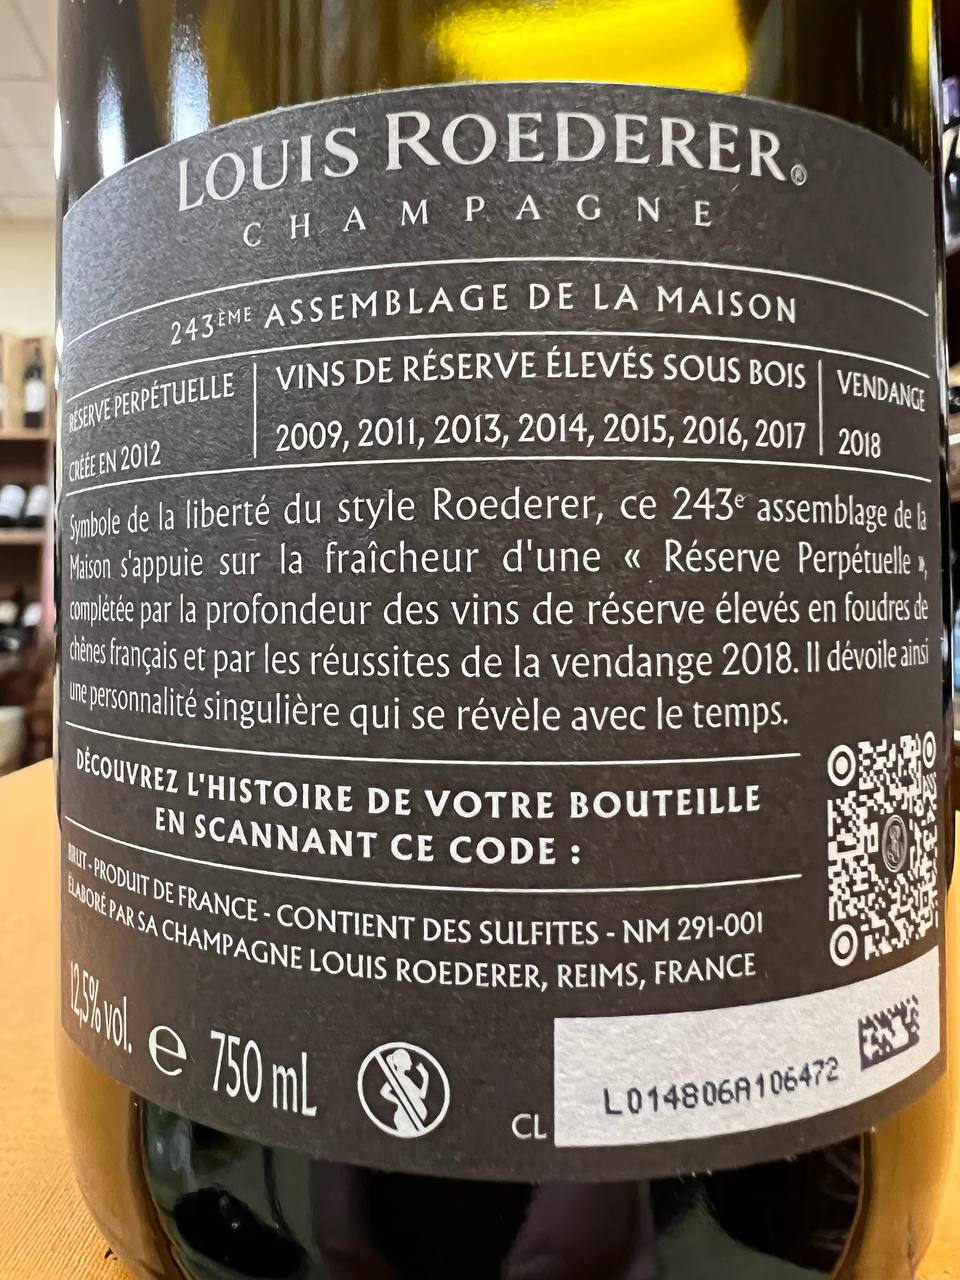 LOUIS ROEDERER®
CHAMPAGNE
243ÈME ASSEMBLAGE DE LA MAISON
RÉSERVE PERPÉTUELLE
CRÉÉE EN 2012
VINS DE RÉSERVE ÉLEVÉS SOUS BOIS
2009, 2011, 2013, 2014, 2015, 2016, 2017
VENDANGE
2018
Symbole de la liberté du style Roederer, ce 243e assemblage de la
Maison s'appuie sur la fraîcheur d'une « Réserve Perpétuelle »,
complétée par la profondeur des vins de réserve élevés en foudres de
chênes français et par les réussites de la vendange 2018. Il dévoile ainsi
une personnalité singulière qui se révèle avec le temps.
DÉCOUVREZ L'HISTOIRE DE VOTRE BOUTEILLE
EN SCANNANT CE CODE :
BRUT - PRODUIT DE FRANCE - CONTIENT DES SULFITES - NM 291-001
ÉLABORÉ PAR SA CHAMPAGNE LOUIS ROEDERER, REIMS, FRANCE
12,5% vol. e 750 mL
CL L014806A106472